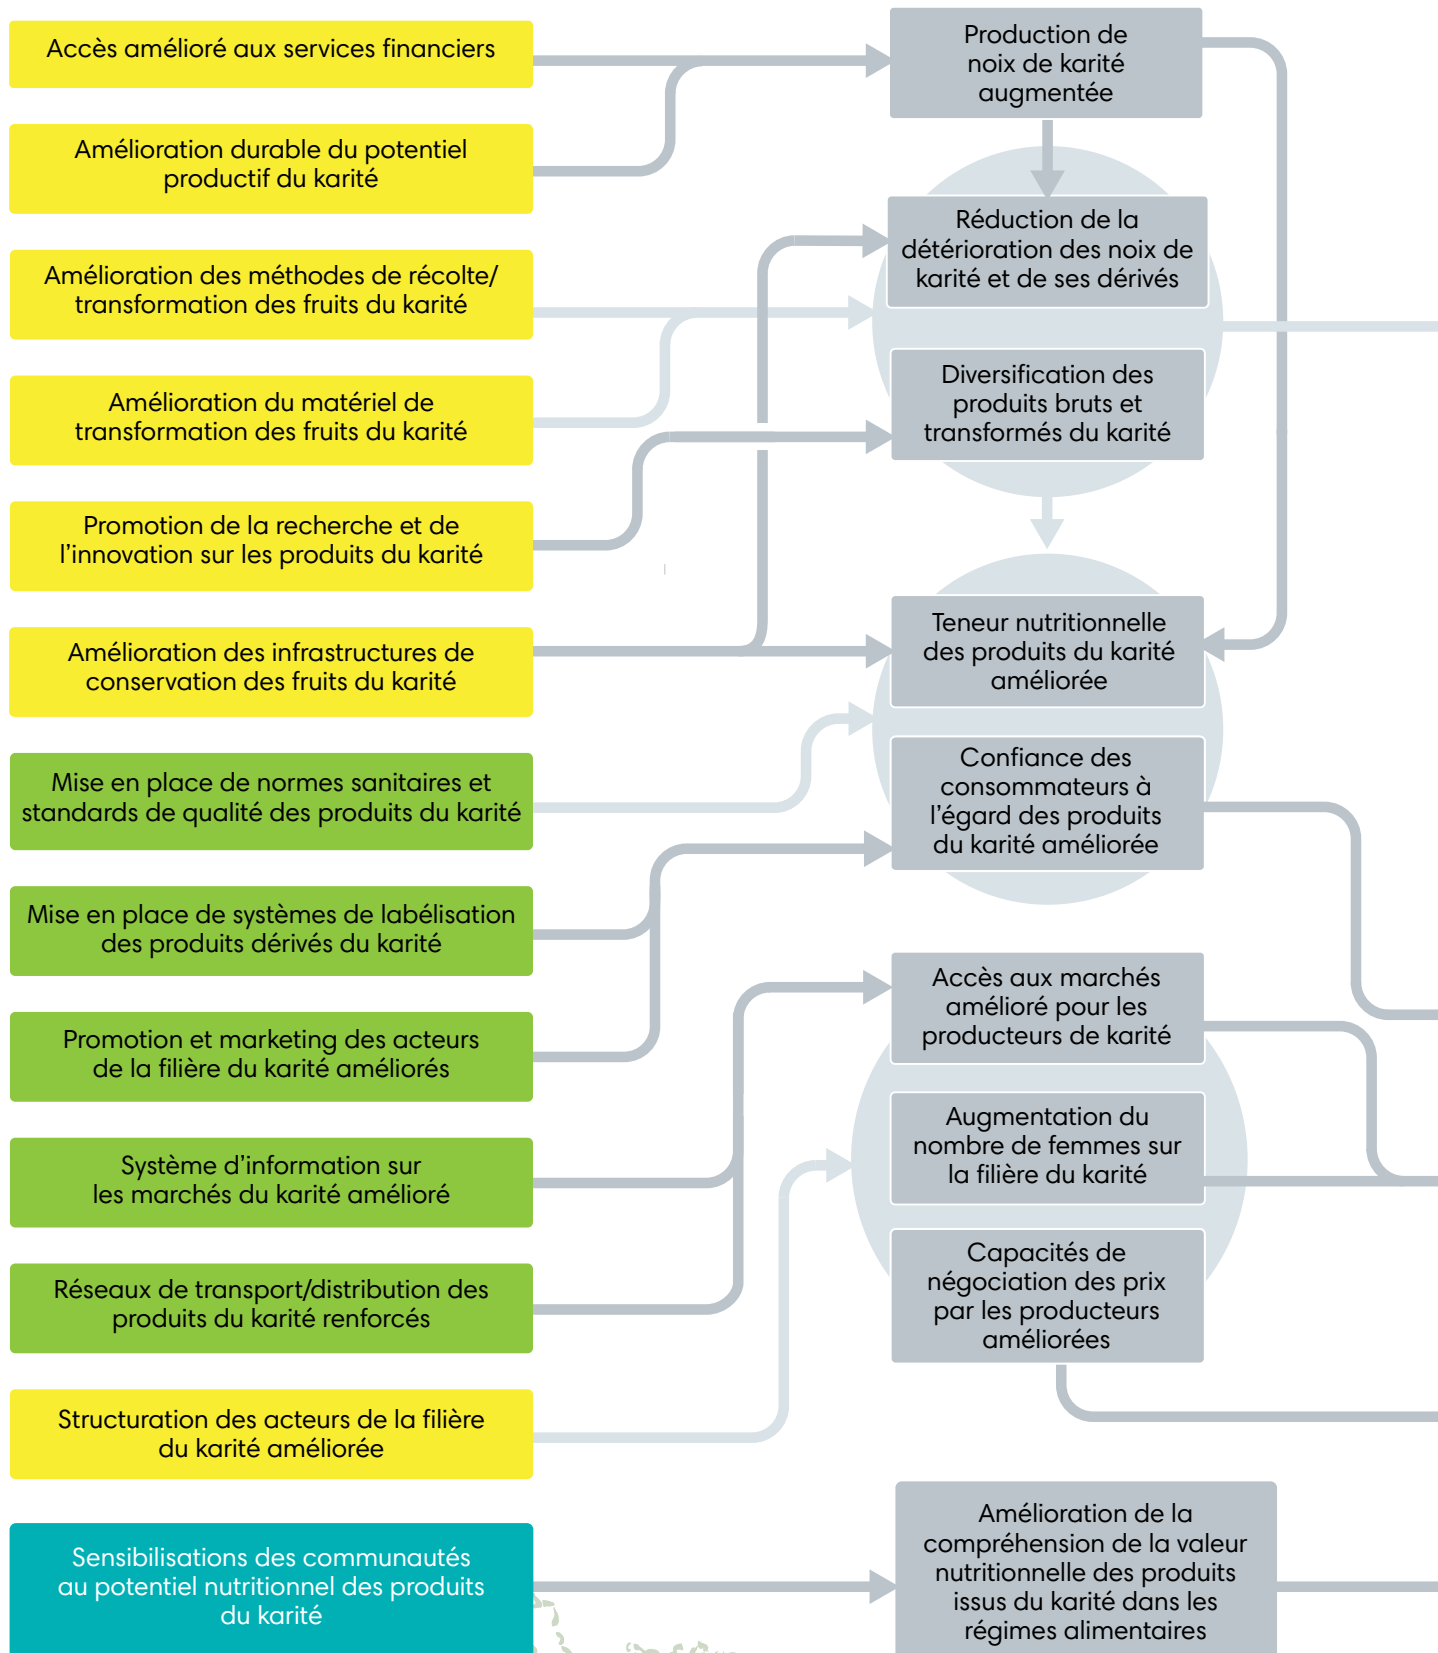 Accès amélioré aux services financiers
Amélioration durable du potentiel
productif du karité
Amélioration des méthodes de récolte/
transformation des fruits du karité
Amélioration du matériel de
transformation des fruits du karité
Promotion de la recherche et de
l’innovation sur les produits du karité
Amélioration des infrastructures de
conservation des fruits du karité
Mise en place de normes sanitaires et
standards de qualité des produits du karité
Mise en place de systèmes de labélisation
des produits dérivés du karité
Promotion et marketing des acteurs
de la filière du karité améliorés
Système d’information sur
les marchés du karité amélioré
Réseaux de transport/distribution des
produits du karité renforcés
Structuration des acteurs de la filière
du karité améliorée
Sensibilisations des communautés
au potentiel nutritionnel des produits
du karité
Production de
noix de karité
augmentée
Réduction de la
détérioration des noix de
karité et de ses dérivés
Diversification des
produits bruts et
transformés du karité
Teneur nutritionnelle
des produits du karité
améliorée
Confiance des
consommateurs à
l’égard des produits
du karité améliorée
Accès aux marchés
amélioré pour les
producteurs de karité
Augmentation du
nombre de femmes sur
la filière du karité
Capacités de
négociation des prix
par les producteurs
améliorées
Amélioration de la
compréhension de la valeur
nutritionnelle des produits
issus du karité dans les
régimes alimentaires